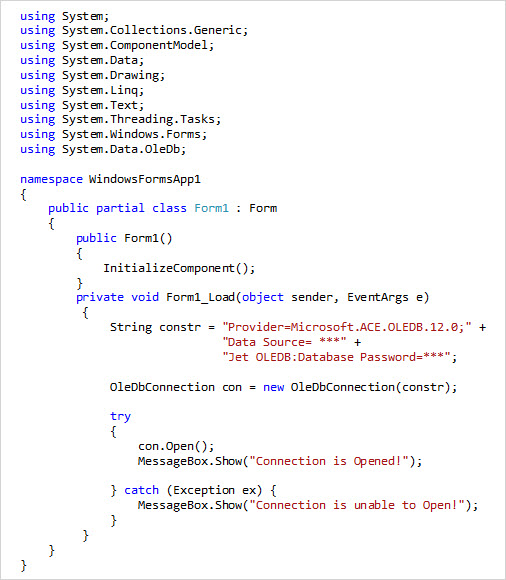 using System;
using System.Collections.Generic;
using System.ComponentModel;
using System.Data;
using System.Drawing;
using System.Linq;
using System.Text;
using System.Threading.Tasks;
using System.Windows.Forms;
using System.Data.OleDb;

namespace WindowsFormsApp1
{
    public partial class Form1 : Form
    {
        public Form1()
        {
            InitializeComponent();
        }
        private void Form1_Load(object sender, EventArgs e)
         {
             String constr = "Provider=Microsoft.ACE.OLEDB.12.0;" +
                             "Data Source= ***" +
                             "Jet OLEDB:Database Password=***";

             OleDbConnection con = new OleDbConnection(constr);

             try
             {
                 con.Open();
                 MessageBox.Show("Connection is Opened!");

             } catch (Exception ex) {
                 MessageBox.Show("Connection is unable to Open!");
             }
         }
    }
}